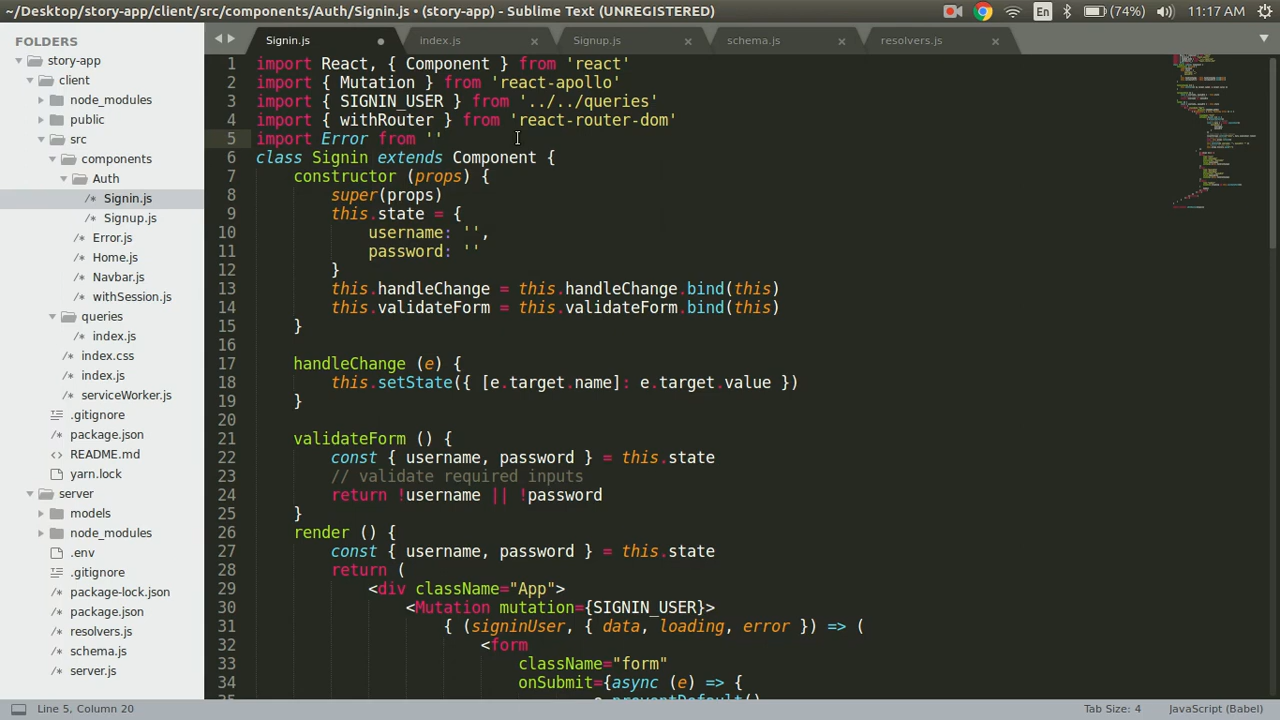 ~/Desktop/story-app/client/src/components/Auth/Signin.js • (story-app) - Sublime Text (UNREGISTERED)
En
(74%)
11:17 AM
FOLDERS
story-app
client
node_modules
public
src
components
Auth
Signin.js
Signup.js
Error.js
Home.js
Navbar.js
withSession.js
queries
index.js
index.css
index.js
serviceWorker.js
.gitignore
package.json
README.md
yarn.lock
server
models
node_modules
.env
.gitignore
package-lock.json
package.json
resolvers.js
schema.js
server.js
Signin.js
index.js
Signup.js
schema.js
resolvers.js
1 import React, { Component } from 'react'
2 import { Mutation } from 'react-apollo'
3 import { SIGNIN_USER } from '../../queries'
4 import { withRouter } from 'react-router-dom'
5 import Error from ''
6 class Signin extends Component {
7 constructor (props) {
8 super(props)
9 this.state = {
10 username: '',
11 password: ''
12 }
13 this.handleChange = this.handleChange.bind(this)
14 this.validateForm = this.validateForm.bind(this)
15 }
16
17 handleChange (e) {
18 this.setState({ [e.target.name]: e.target.value })
19 }
20
21 validateForm () {
22 const { username, password } = this.state
23 // validate required inputs
24 return !username || !password
25 }
26 render () {
27 const { username, password } = this.state
28 return (
29 <div className="App">
30 <Mutation mutation={SIGNIN_USER}>
31 { (signinUser, { data, loading, error }) => (
32 <form
33 className="form"
34 onSubmit={async (e) => {
35 e.preventDefault()
Line 5, Column 20
Tab Size: 4
JavaScript (Babel)